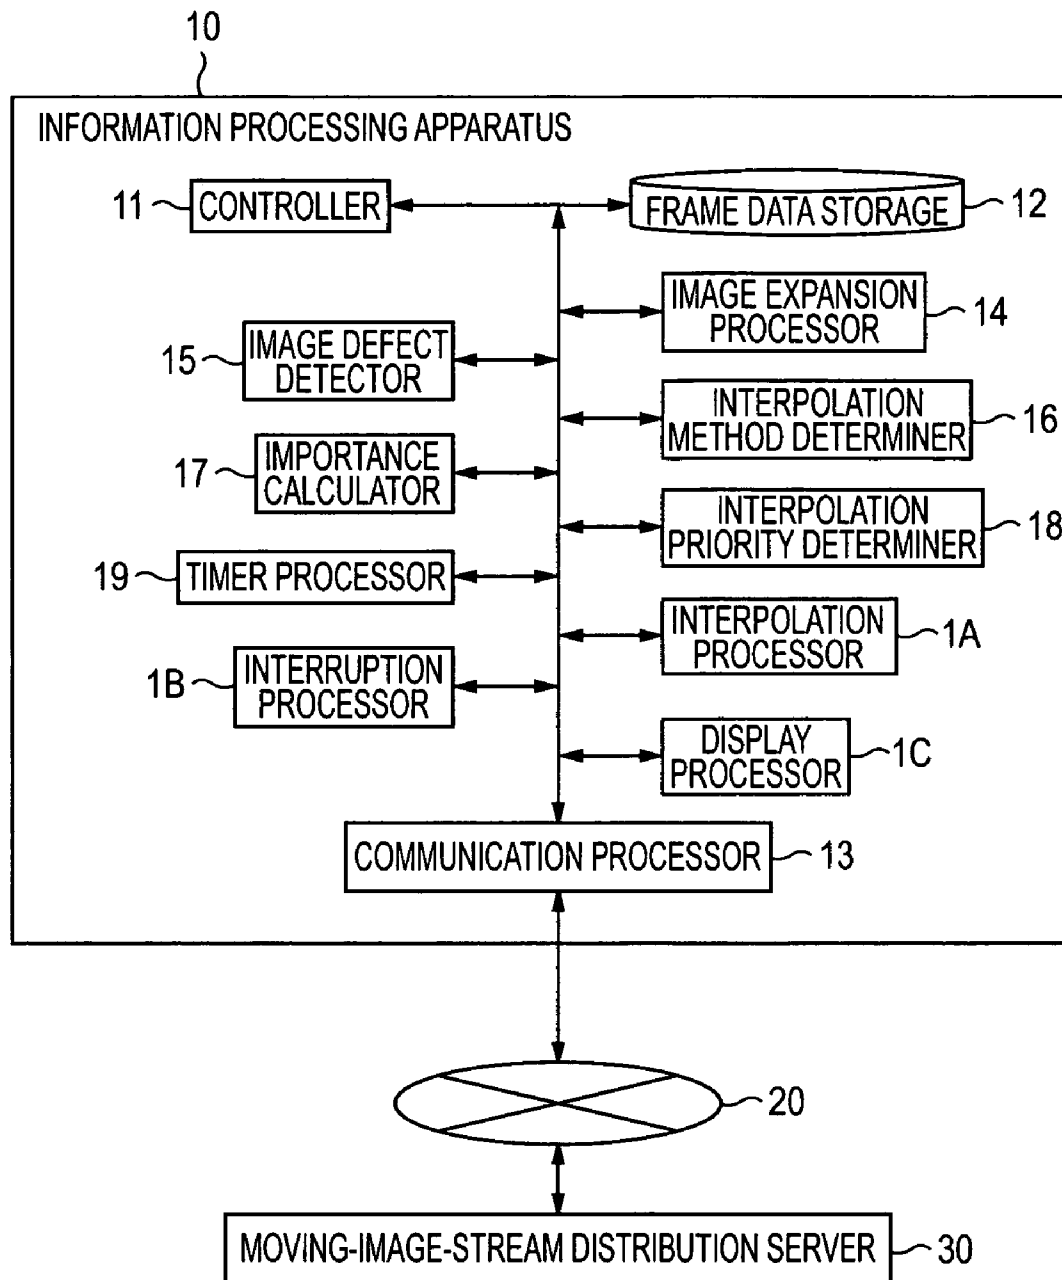 10
INFORMATION PROCESSING APPARATUS
11
CONTROLLER
FRAME DATA STORAGE
12
IMAGE EXPANSION
PROCESSOR
14
15
IMAGE DEFECT
DETECTOR
INTERPOLATION
METHOD DETERMINER
16
17
IMPORTANCE
CALCULATOR
INTERPOLATION
PRIORITY DETERMINER
18
19
TIMER PROCESSOR
INTERPOLATION
PROCESSOR
1A
1B
INTERRUPTION
PROCESSOR
DISPLAY
PROCESSOR
1C
COMMUNICATION PROCESSOR
13
20
MOVING-IMAGE-STREAM DISTRIBUTION SERVER
30